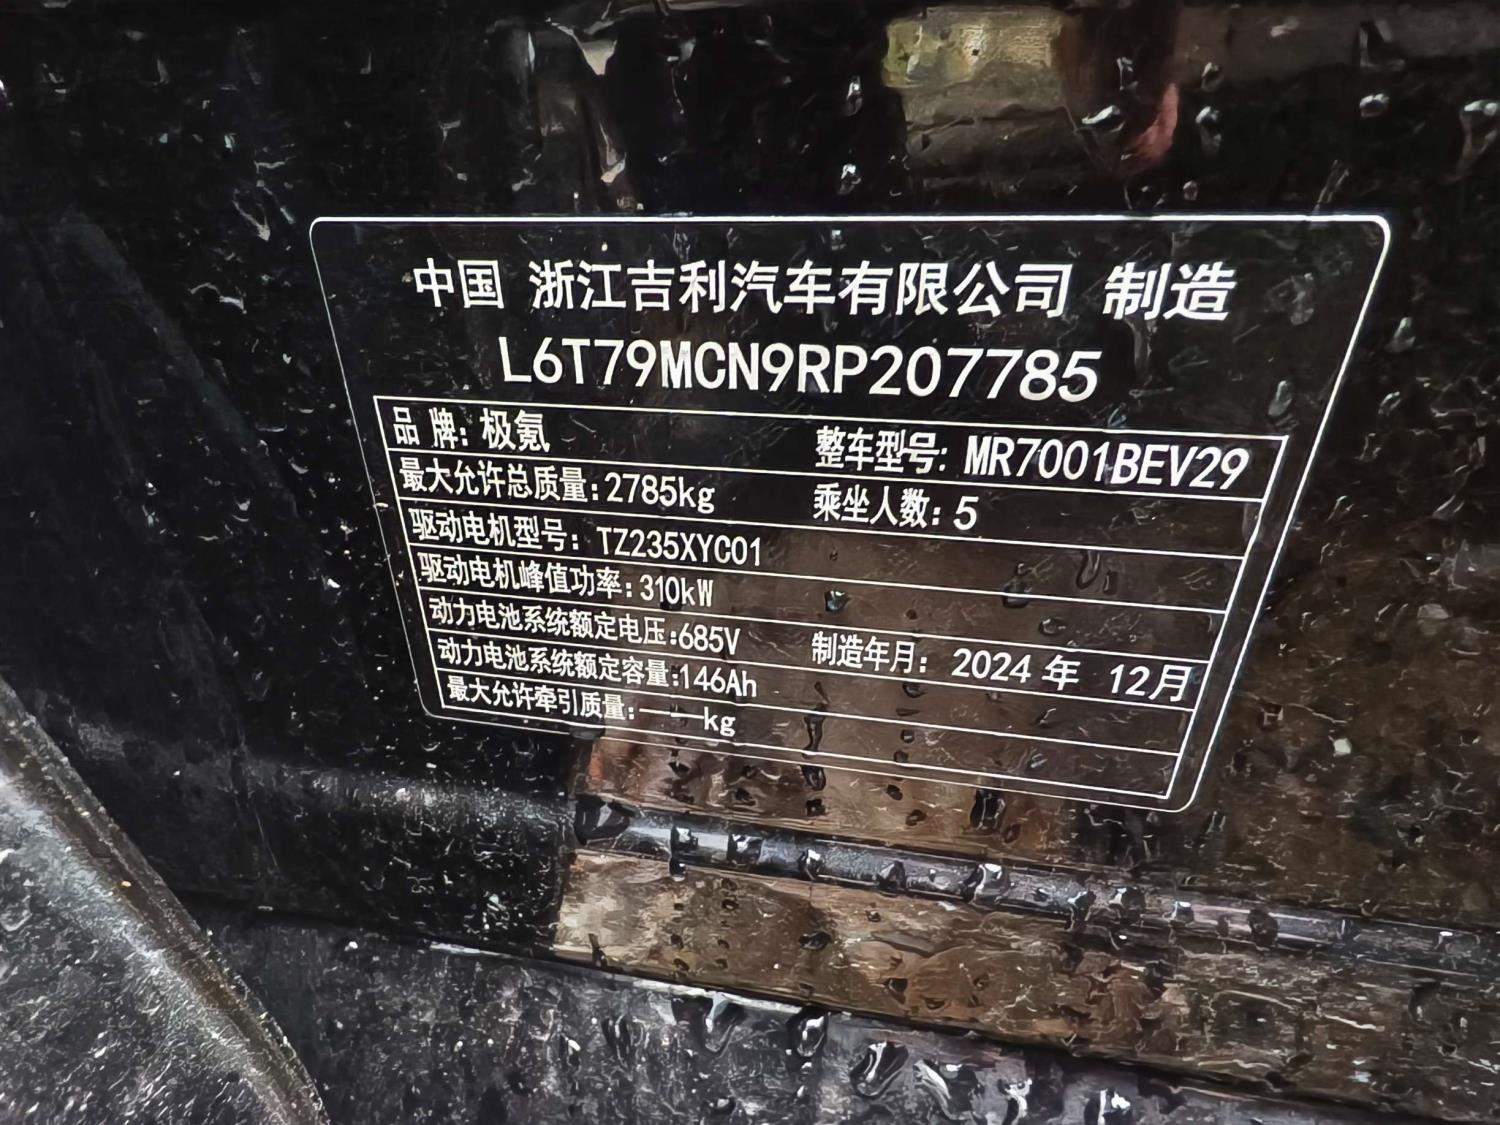 中国 浙江吉利汽车有限公司 制造
L6T79MCN9RP207785
品 牌: 极氪 整车型号: MR7001BEV29
最大允许总质量: 2785kg 乘坐人数: 5
驱动电机型号: TZ235XYC01
驱动电机峰值功率: 310kW
动力电池系统额定电压: 685V 制造年月: 2024 年 12月
动力电池系统额定容量: 146Ah
最大允许牵引质量: ——kg